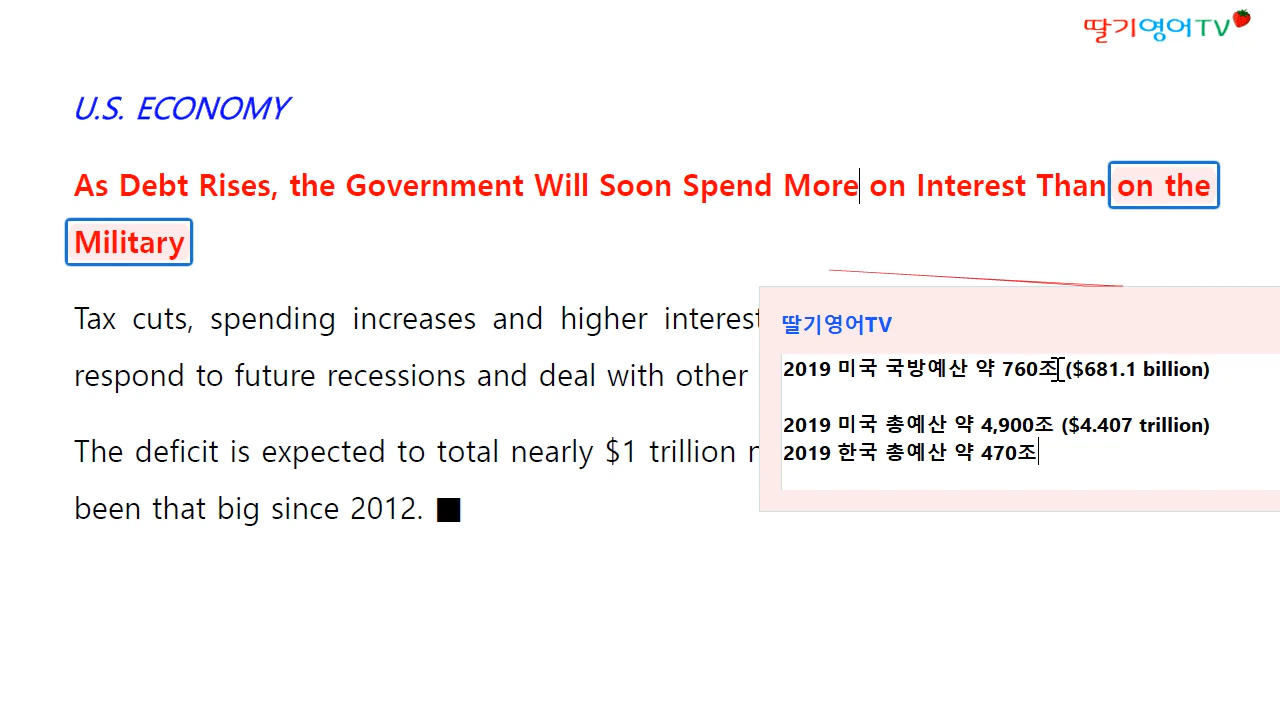 딸기영어TV
U.S. ECONOMY
As Debt Rises, the Government Will Soon Spend More on Interest Than on the
Military
Tax cuts, spending increases and higher interest
respond to future recessions and deal with other
The deficit is expected to total nearly $1 trillion
been that big since 2012. ■
딸기영어TV
2019 미국 국방예산 약 760조 ($681.1 billion)
2019 미국 총예산 약 4,900조 ($4.407 trillion)
2019 한국 총예산 약 470조